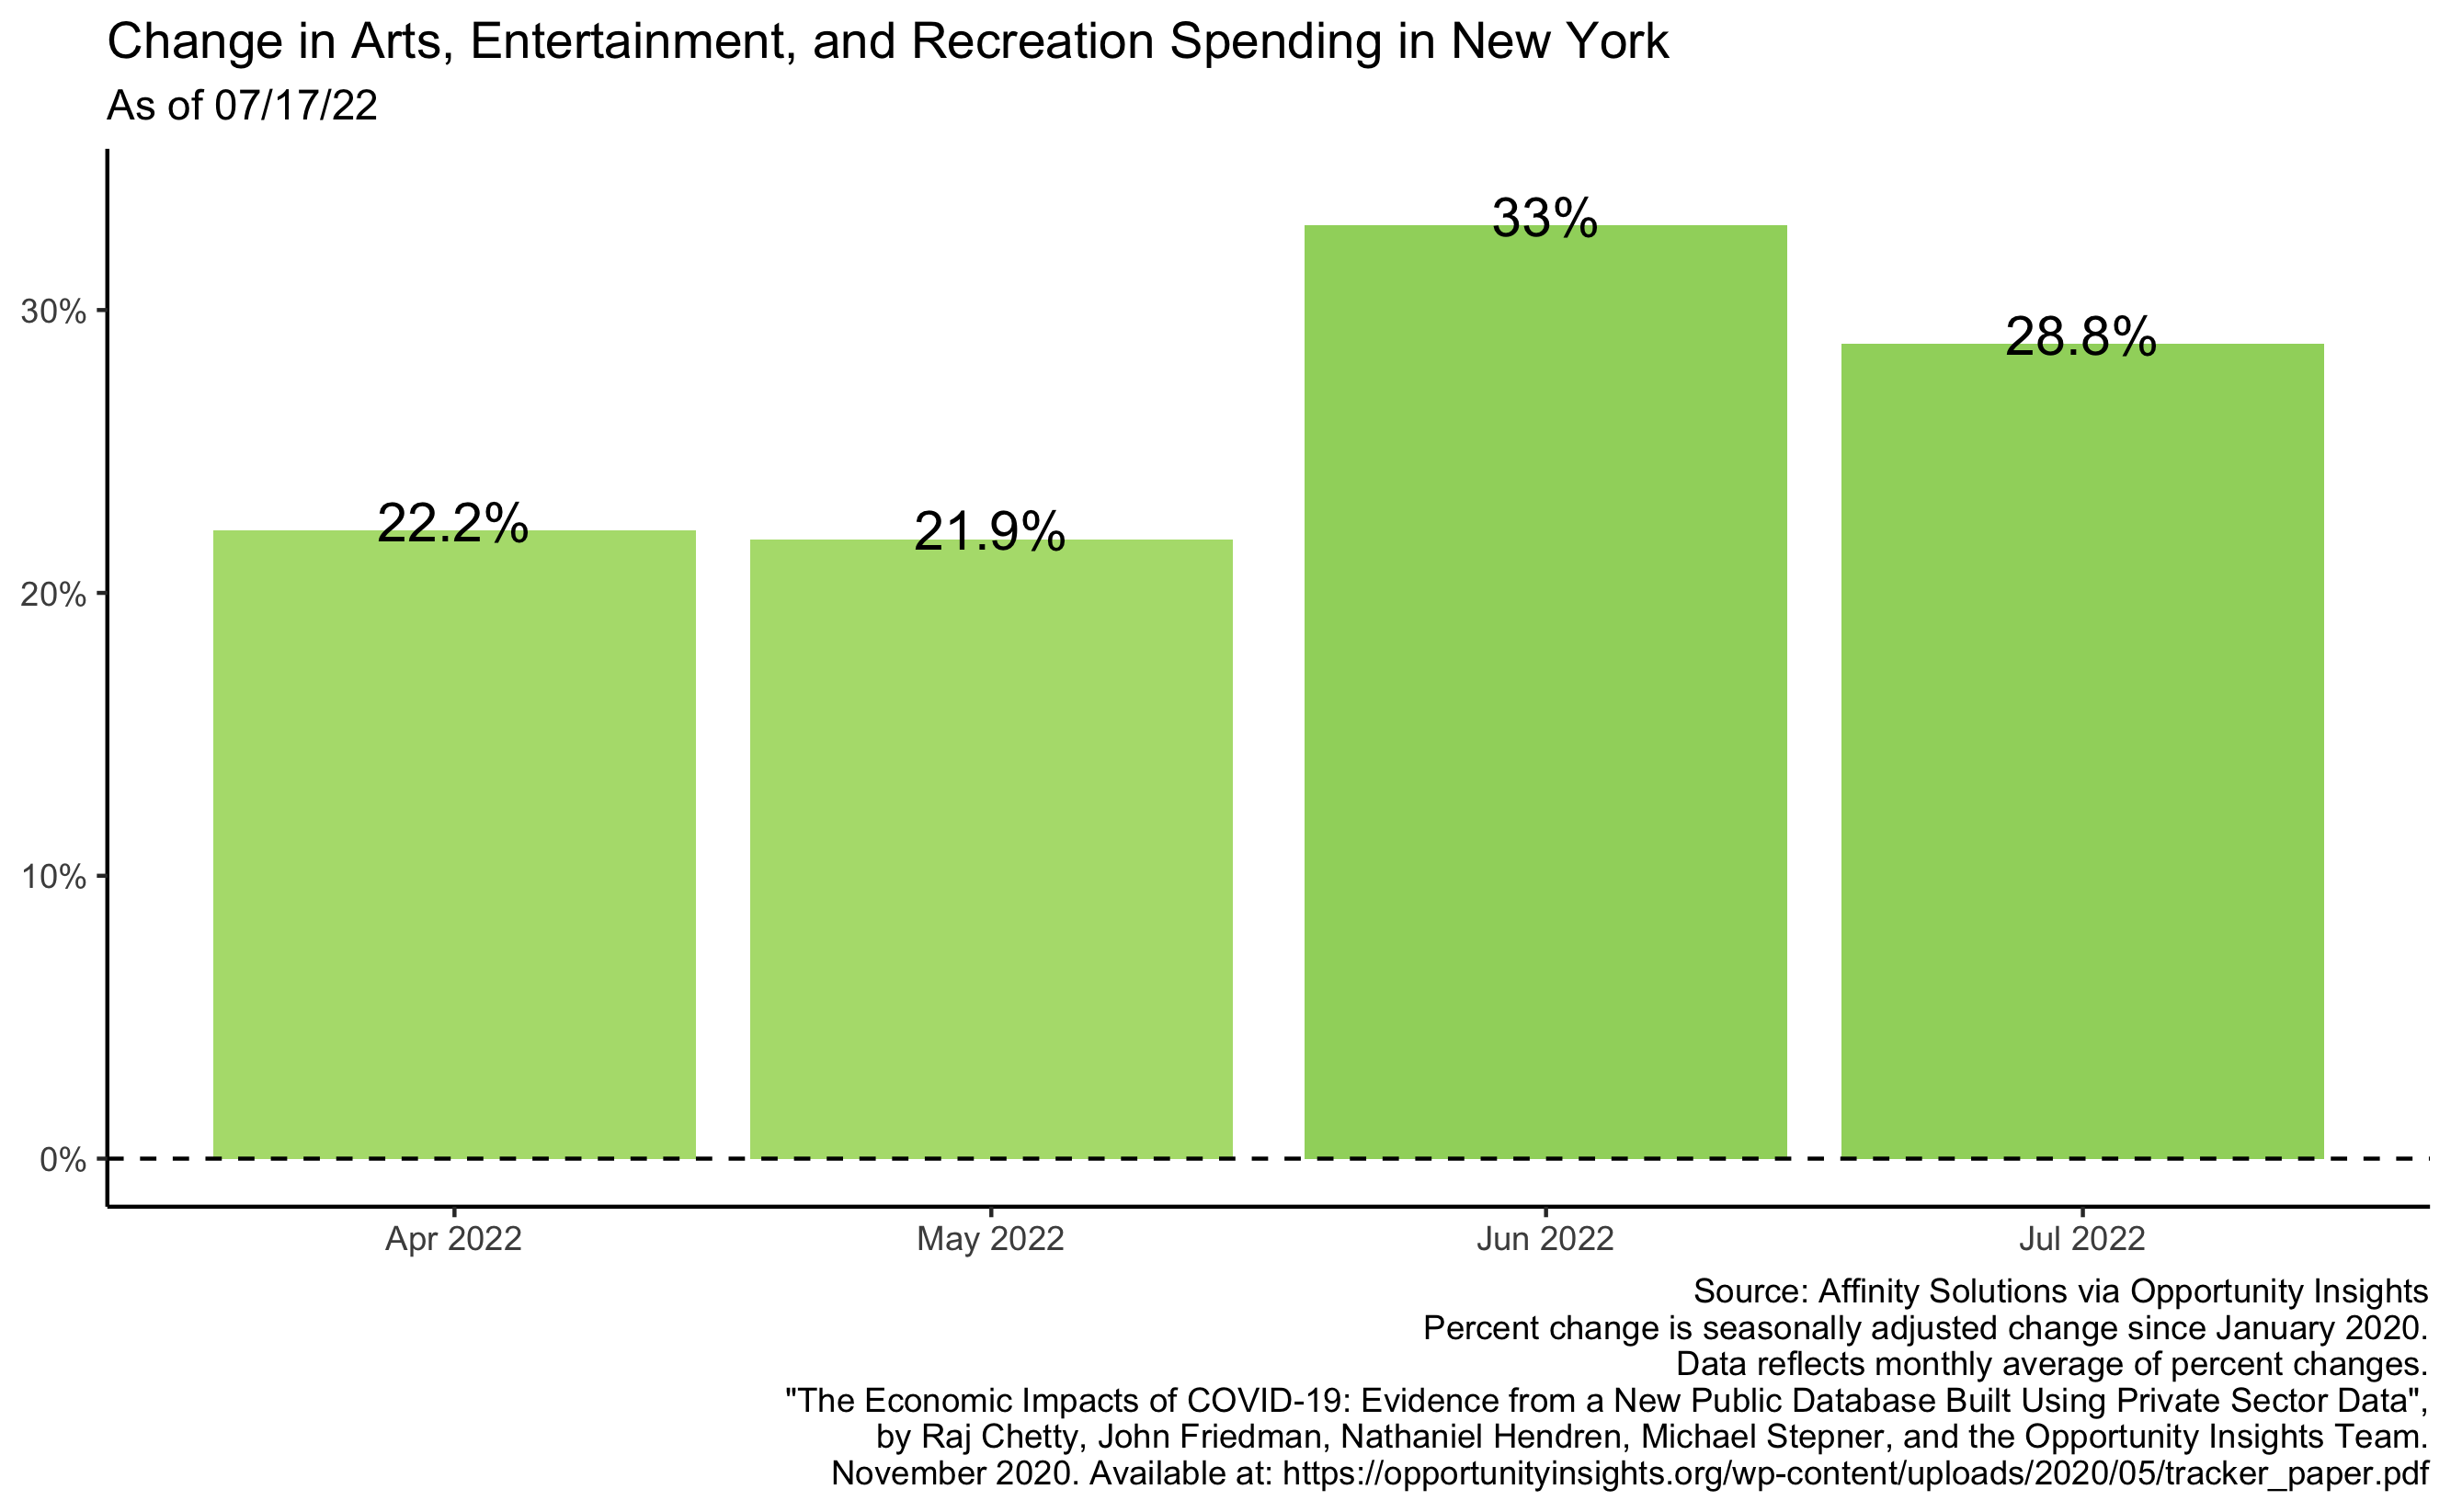 Change in Arts, Entertainment, and Recreation Spending in New York
As of 07/17/22
33%
30%
28.8%
22.2%
21.9%
20%
10%
0%
Apr 2022
May 2022
Jun 2022
Jul 2022
Source: Affinity Solutions via Opportunity Insights
Percent change is seasonally adjusted change since January 2020.
Data reflects monthly average of percent changes.
"The Economic Impacts of COVID-19: Evidence from a New Public Database Built Using Private Sector Data",
by Raj Chetty, John Friedman, Nathaniel Hendren, Michael Stepner, and the Opportunity Insights Team.
November 2020. Available at: https://opportunityinsights.org/wp-content/uploads/2020/05/tracker_paper.pdf